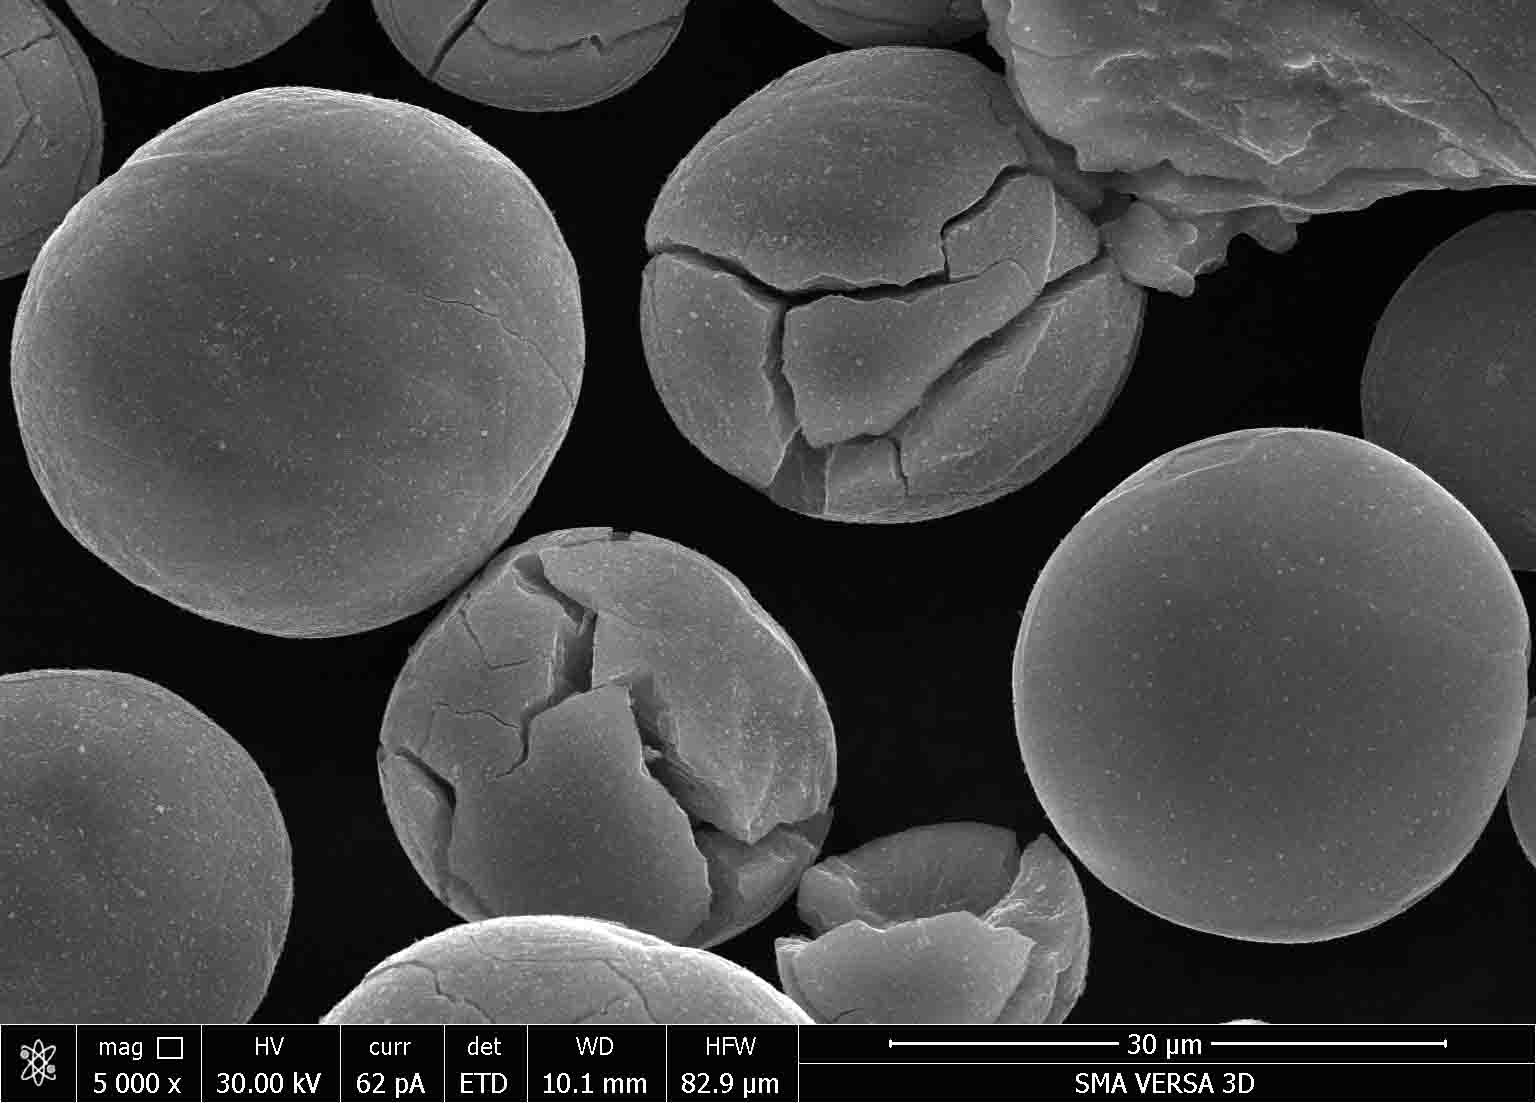 mag HV curr det WD HFW 30 µm
5 000 x 30.00 kV 62 pA ETD 10.1 mm 82.9 µm SMA VERSA 3D